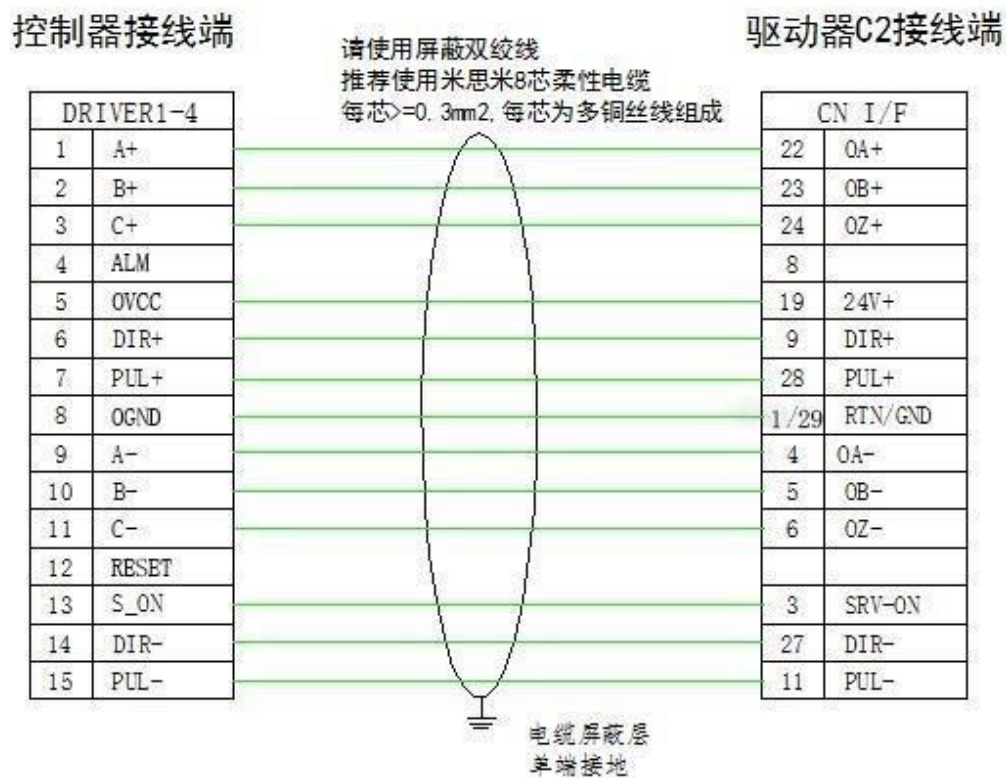 控制器接线端
驱动器C2接线端
请使用屏蔽双绞线
推荐使用米思米8芯柔性电缆
每芯>=0.3mm2,每芯为多铜丝线组成
DRIVER1-4
CN I/F
1 A+ 22 OA+
2 B+ 23 OB+
3 C+ 24 OZ+
4 ALM 8
5 OVCC 19 24V+
6 DIR+ 9 DIR+
7 PUL+ 28 PUL+
8 OGND 1/29 RTN/GND
9 A- 4 OA-
10 B- 5 OB-
11 C- 6 OZ-
12 RESET
13 S_ON 3 SRV-ON
14 DIR- 27 DIR-
15 PUL- 11 PUL-
电缆屏蔽层
单端接地